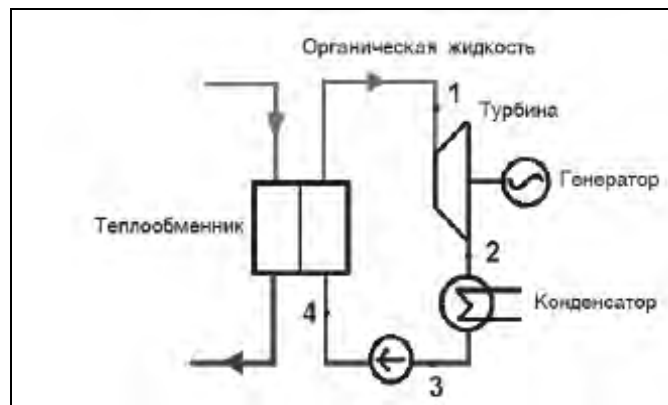 Органическая жидкость
1
Турбина
Генератор
Теплообменник
2
4
Конденсатор
3